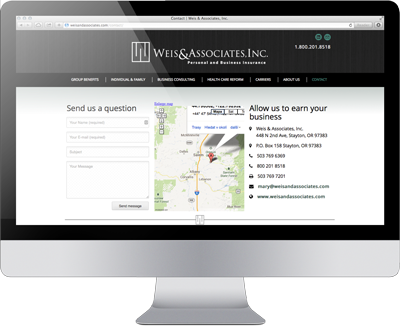 Contact | Weis & Associates, Inc.
weisandassociates.com
WEIS&ASSOCIATES, INC.
Personal and Business Insurance
1.800.201.8518
GROUP BENEFITS
INDIVIDUAL & FAMILY
BUSINESS CONSULTING
HEALTH CARE REFORM
CARRIERS
ABOUT US
CONTACT
Send us a question
Your Name (required)
Your E-mail (required)
Subject
Your Message
Send message
Enlarge map
Maps
Allow us to earn your
business
Weis & Associates, Inc.
448 N 2nd Ave, Stayton, OR 97383
P.O. Box 158 Stayton, OR 97383
503 769 6369
800 201 8518
503 769 7201
mary@weisandassociates.com
www.weisandassociates.com